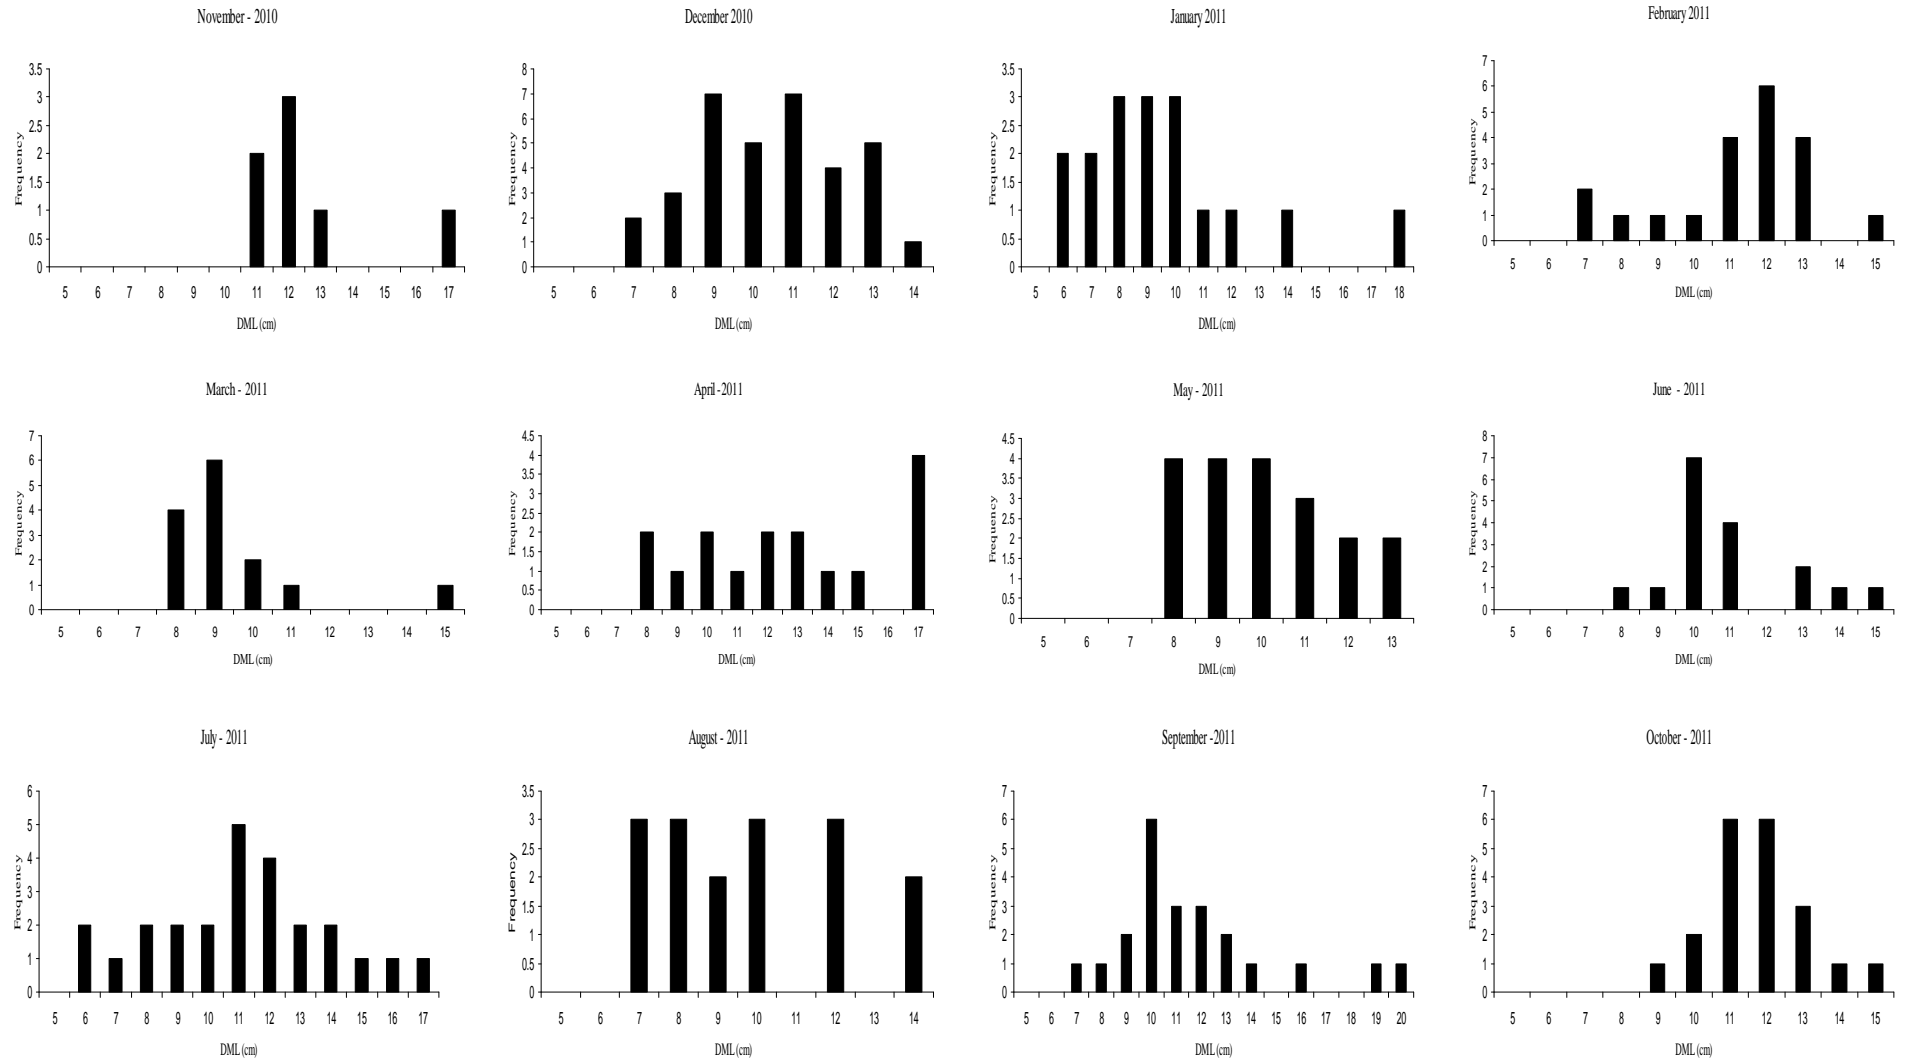 November - 2010
3.5
3
2.5
2
1.5
1
0.5
0
Frequency
5 6 7 8 9 10 11 12 13 14 15 16 17
DML (cm)
December 2010
8
7
6
5
4
3
2
1
0
Frequency
5 6 7 8 9 10 11 12 13 14
DML (cm)
January 2011
3.5
3
2.5
2
1.5
1
0.5
0
Frequency
5 6 7 8 9 10 11 12 13 14 15 16 17 18
DML (cm)
February 2011
7
6
5
4
3
2
1
0
Frequency
5 6 7 8 9 10 11 12 13 14 15
DML (cm)
March - 2011
7
6
5
4
3
2
1
0
Frequency
5 6 7 8 9 10 11 12 13 14 15
DML (cm)
April - 2011
4.5
4
3.5
3
2.5
2
1.5
1
0.5
0
Frequency
5 6 7 8 9 10 11 12 13 14 15 16 17
DML (cm)
May - 2011
4.5
4
3.5
3
2.5
2
1.5
1
0.5
0
Frequency
5 6 7 8 9 10 11 12 13
DML (cm)
June - 2011
8
7
6
5
4
3
2
1
0
Frequency
5 6 7 8 9 10 11 12 13 14 15
DML (cm)
July - 2011
6
5
4
3
2
1
0
Frequency
5 6 7 8 9 10 11 12 13 14 15 16 17
DML (cm)
August - 2011
3.5
3
2.5
2
1.5
1
0.5
0
Frequency
5 6 7 8 9 10 11 12 13 14
DML (cm)
September -2011
7
6
5
4
3
2
1
0
Frequency
5 6 7 8 9 10 11 12 13 14 15 16 17 18 19 20
DML (cm)
October - 2011
7
6
5
4
3
2
1
0
Frequency
5 6 7 8 9 10 11 12 13 14 15
DML (cm)